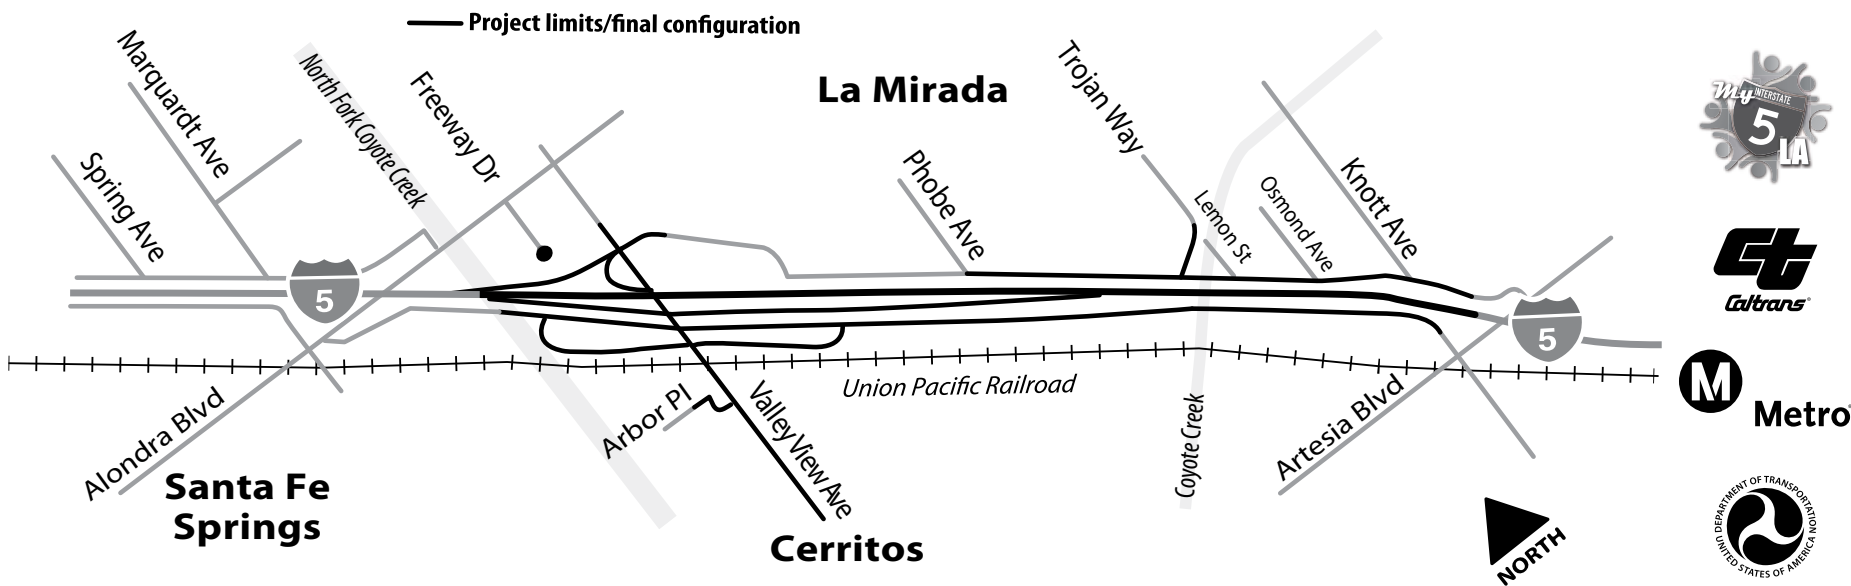 Project limits/final configuration
Marquardt Ave
Spring Ave
North Fork Coyote Creek
Freeway Dr
La Mirada
Phobe Ave
Trojan Way
Lemon St
Osmond Ave
Knott Ave
5
5
Union Pacific Railroad
Alondra Blvd
Santa Fe
Springs
Arbor Pl
Valley View Ave
Cerritos
Coyote Creek
Artesia Blvd
NORTH
My INTERSTATE
5
LA
Ct
Caltrans
M
Metro
DEPARTMENT OF TRANSPORTATION
UNITED STATES OF AMERICA